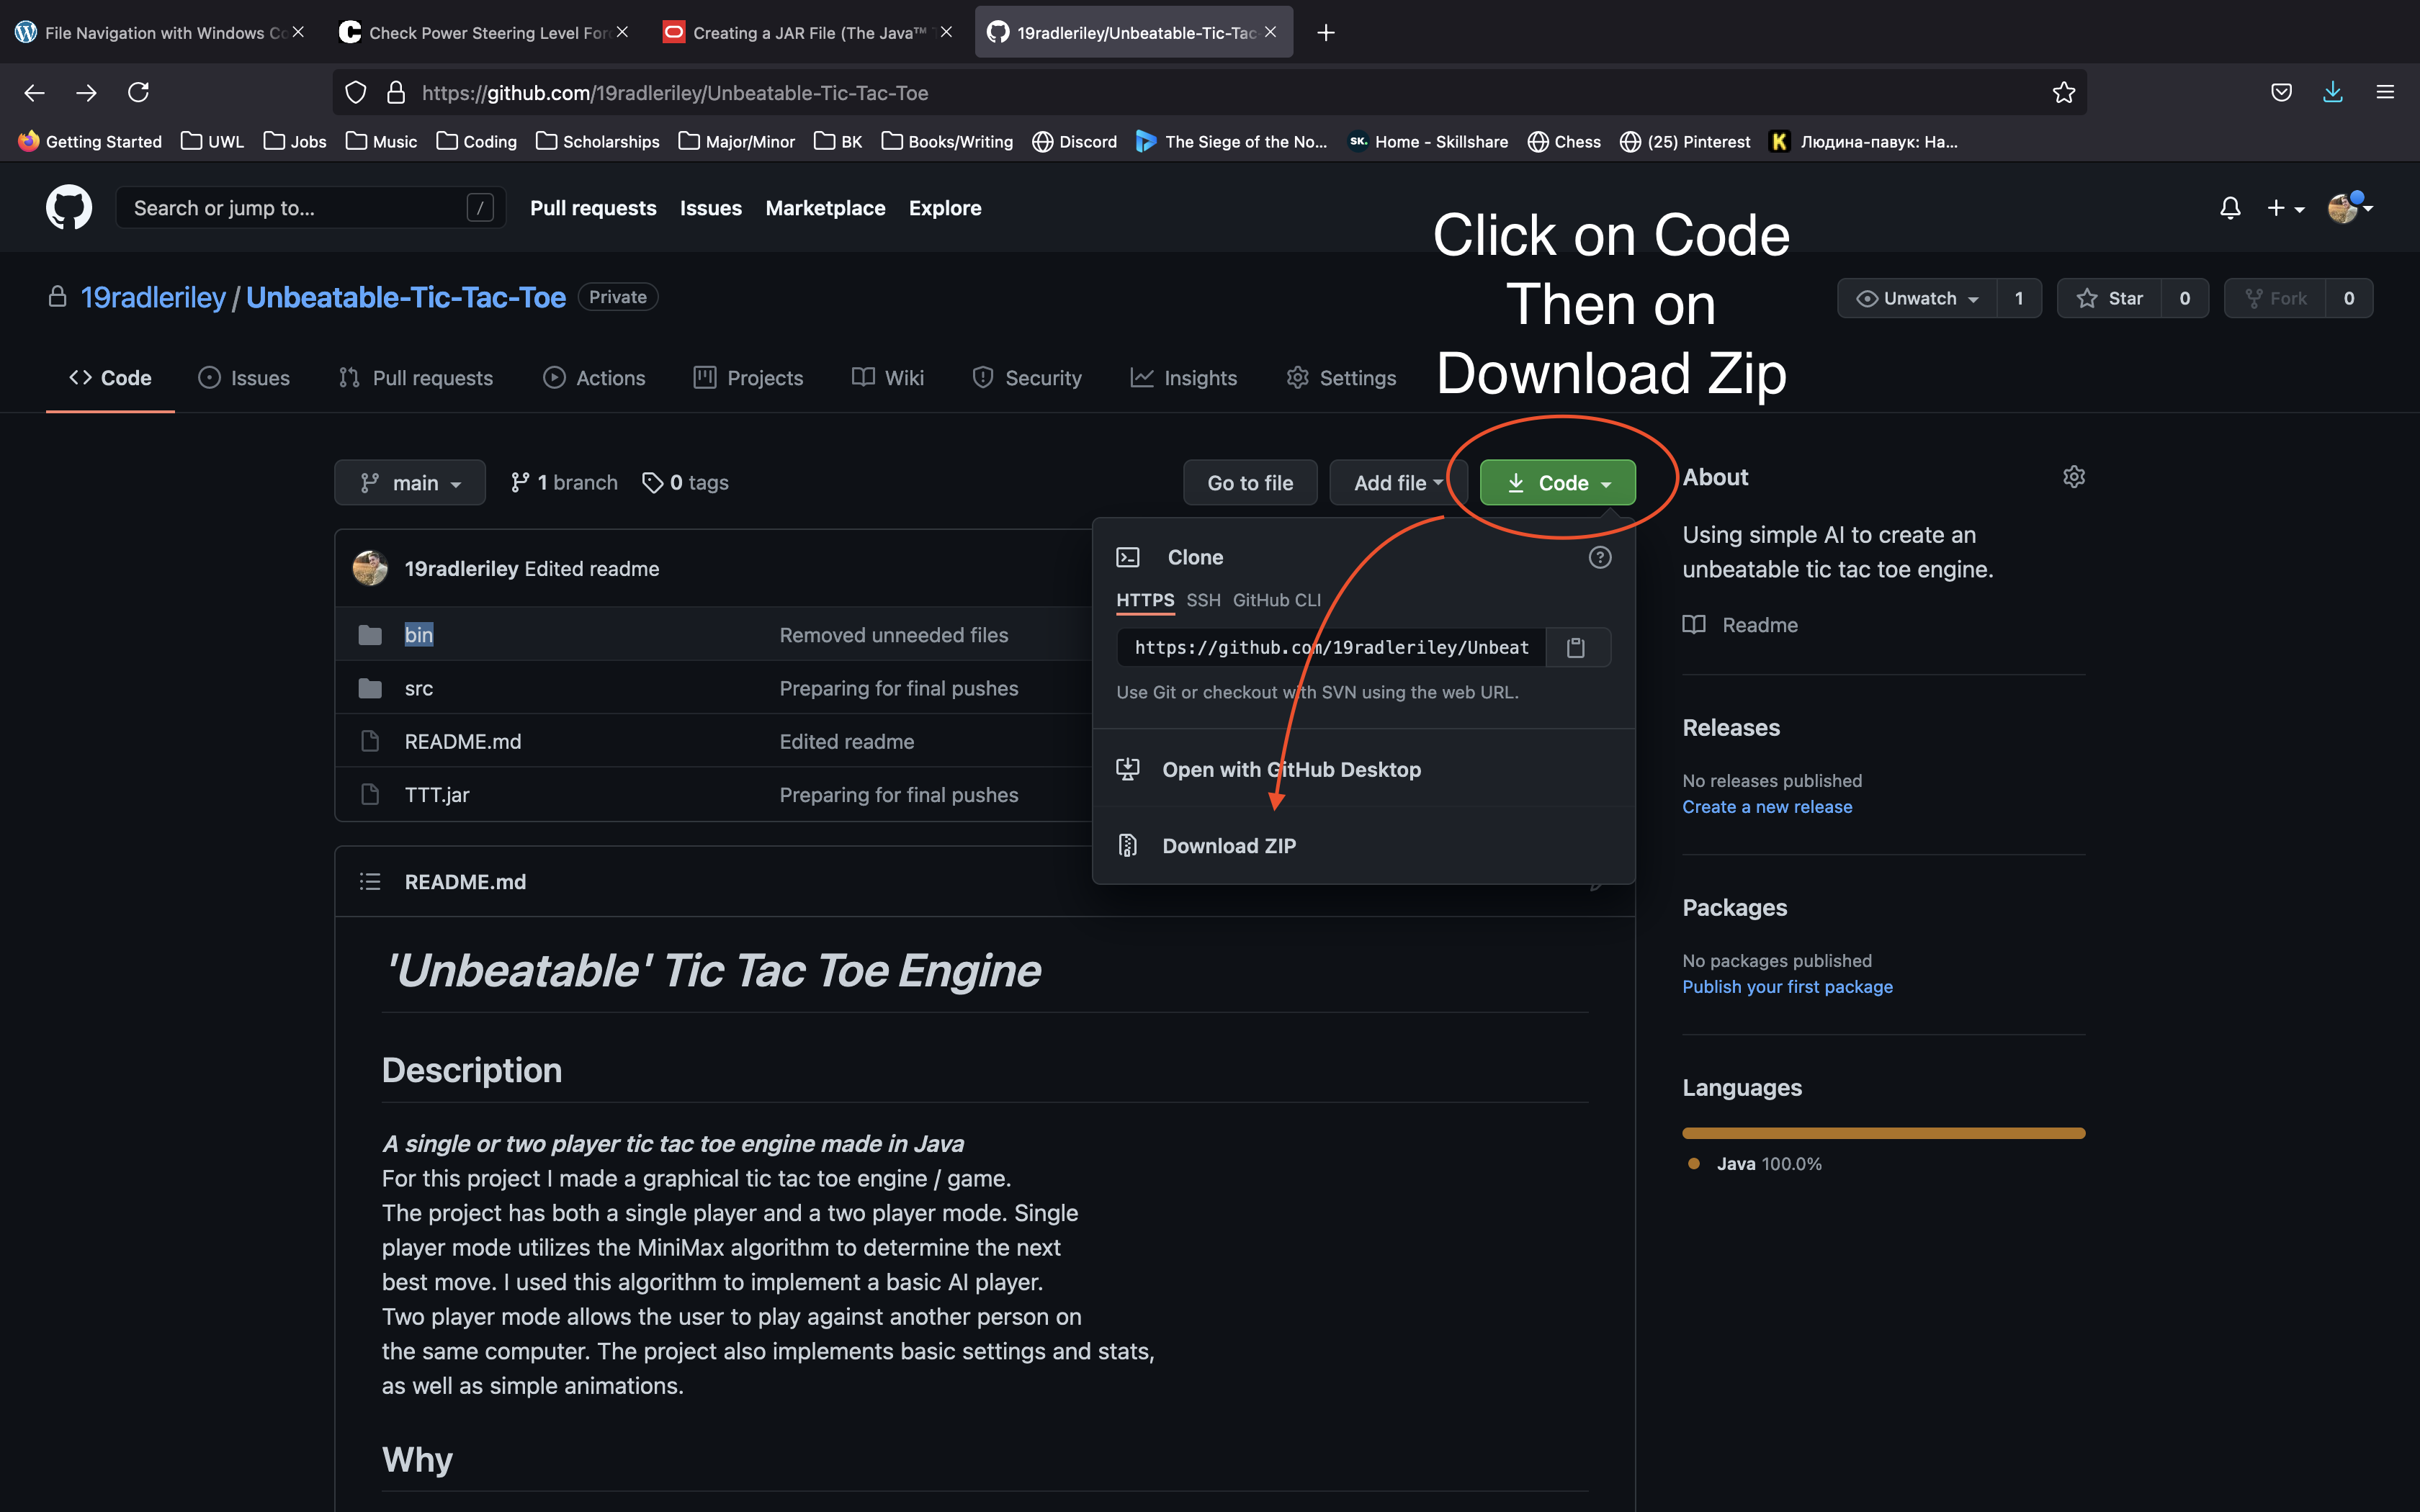 File Navigation with Windows Co
Check Power Steering Level For
Creating a JAR File (The Java™
19radleriley/Unbeatable-Tic-Tac
https://github.com/19radleriley/Unbeatable-Tic-Tac-Toe
Getting Started
UWL
Jobs
Music
Coding
Scholarships
Major/Minor
BK
Books/Writing
Discord
The Siege of the No...
SK.
Home - Skillshare
Chess
(25) Pinterest
K
Людина-павук: На...
Search or jump to...
/
Pull requests
Issues
Marketplace
Explore
Click on Code
Then on
Download Zip
19radleriley / Unbeatable-Tic-Tac-Toe
Private
Unwatch
1
Star
0
Fork
0
Code
Issues
Pull requests
Actions
Projects
Wiki
Security
Insights
Settings
main
1 branch
0 tags
Go to file
Add file
Code
19radleriley Edited readme
bin
Removed unneeded files
src
Preparing for final pushes
README.md
Edited readme
TTT.jar
Preparing for final pushes
Clone
HTTPS
SSH
GitHub CLI
https://github.com/19radleriley/Unbeat
Use Git or checkout with SVN using the web URL.
Open with GitHub Desktop
Download ZIP
README.md
'Unbeatable' Tic Tac Toe Engine
Description
A single or two player tic tac toe engine made in Java
For this project I made a graphical tic tac toe engine / game.
The project has both a single player and a two player mode. Single
player mode utilizes the MiniMax algorithm to determine the next
best move. I used this algorithm to implement a basic AI player.
Two player mode allows the user to play against another person on
the same computer. The project also implements basic settings and stats,
as well as simple animations.
Why
About
Using simple AI to create an
unbeatable tic tac toe engine.
Readme
Releases
No releases published
Create a new release
Packages
No packages published
Publish your first package
Languages
Java 100.0%